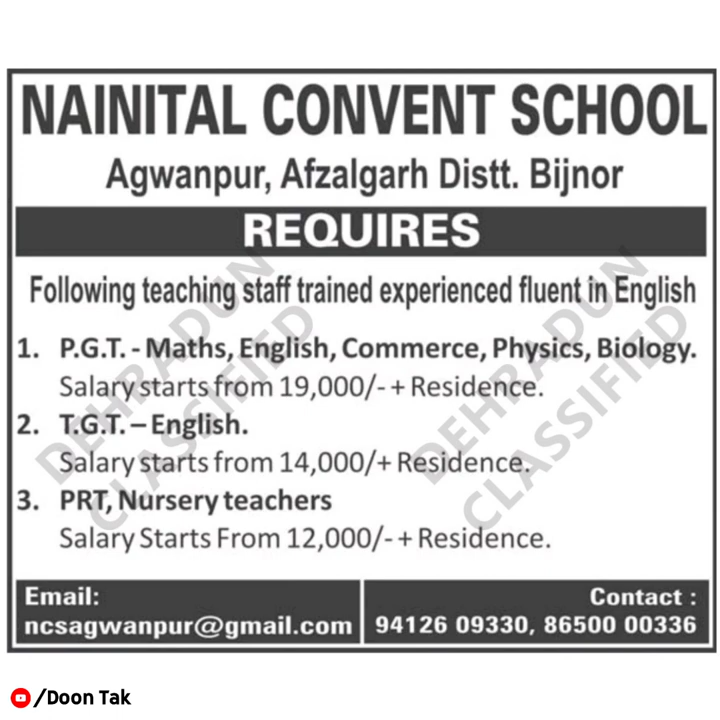 NAINITAL CONVENT SCHOOL
Agwanpur, Afzalgarh Distt. Bijnor
REQUIRES
Following teaching staff trained experienced fluent in English
1. P.G.T. - Maths, English, Commerce, Physics, Biology.
Salary starts from 19,000/- + Residence.
2. T.G.T. – English.
Salary starts from 14,000/+ Residence.
3. PRT, Nursery teachers
Salary Starts From 12,000/- + Residence.
Email:
ncsagwanpur@gmail.com
Contact :
94126 09330, 86500 00336
DEHRADUN
CLASSIFIED
DEHRADUN
CLASSIFIED
/Doon Tak